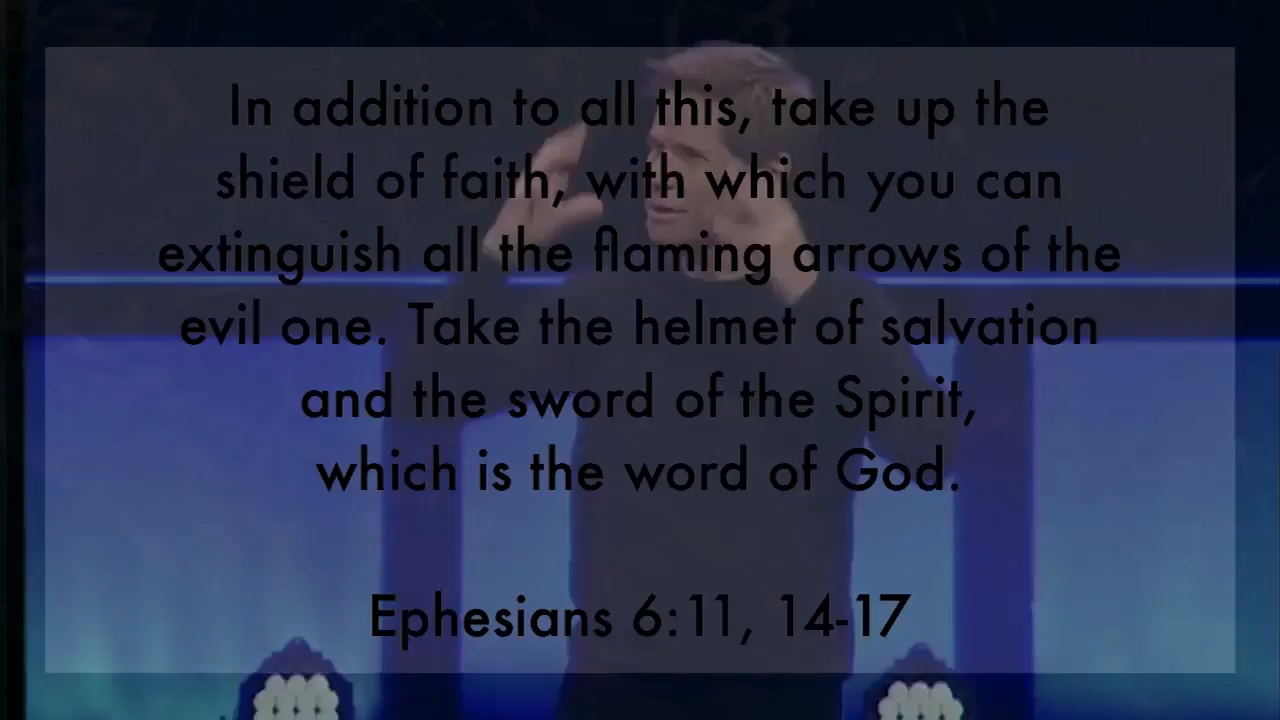 In addition to all this, take up the
shield of faith, with which you can
extinguish all the flaming arrows of the
evil one. Take the helmet of salvation
and the sword of the Spirit,
which is the word of God.
Ephesians 6:11, 14-17